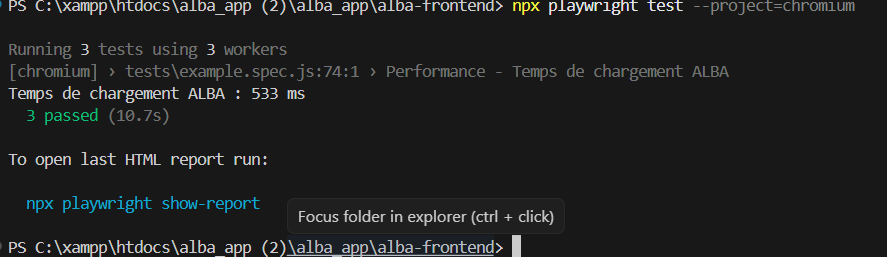 PS C:\xampp\htdocs\alba_app (2)\alba_app\alba-frontend> npx playwright test --project=chromium
Running 3 tests using 3 workers
[chromium] › tests\example.spec.js:74:1 › Performance - Temps de chargement ALBA
Temps de chargement ALBA : 533 ms
3 passed (10.7s)
To open last HTML report run:
npx playwright show-report
Focus folder in explorer (ctrl + click)
PS C:\xampp\htdocs\alba_app (2)\alba_app\alba-frontend>